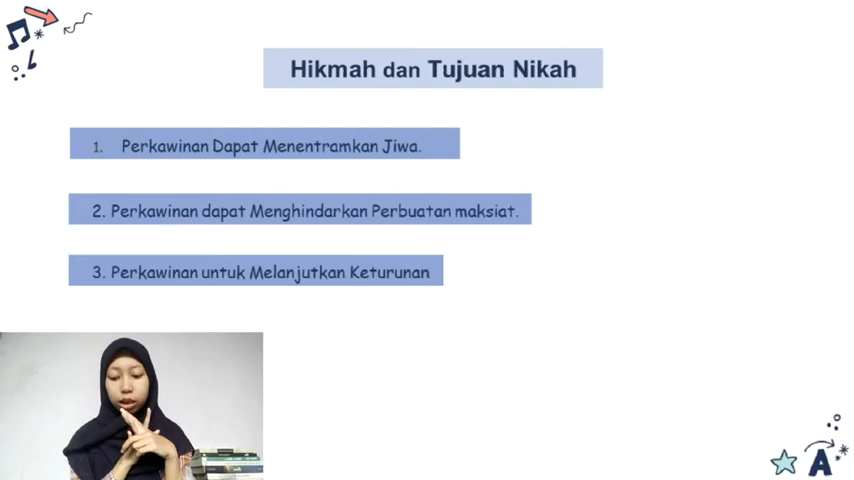 Hikmah dan Tujuan Nikah
1. Perkawinan Dapat Menentramkan Jiwa.
2. Perkawinan dapat Menghindarkan Perbuatan maksiat.
3. Perkawinan untuk Melanjutkan Keturunan
A